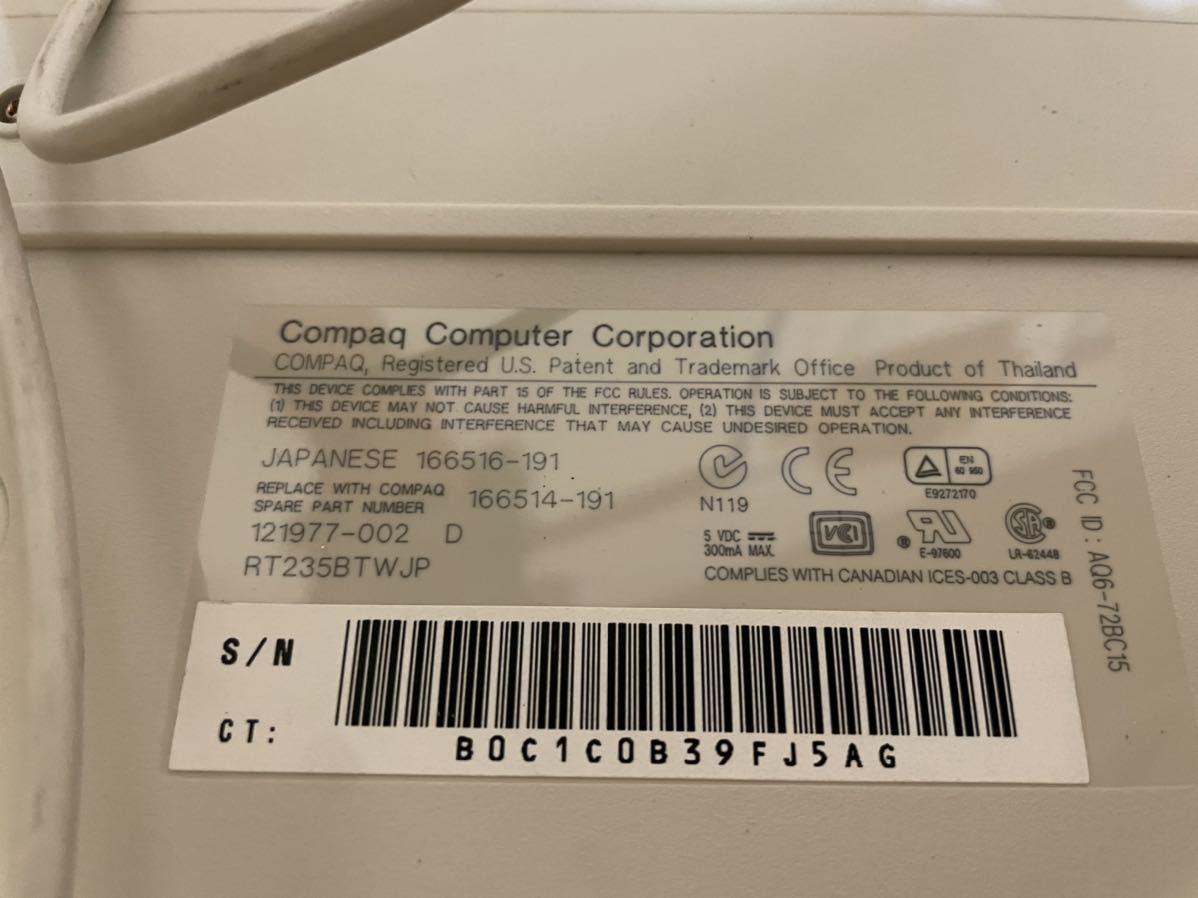 Compaq Computer Corporation
COMPAQ, Registered U.S. Patent and Trademark Office Product of Thailand
THIS DEVICE COMPLIES WITH PART 15 OF THE FCC RULES. OPERATION IS SUBJECT TO THE FOLLOWING CONDITIONS:
(1) THIS DEVICE MAY NOT CAUSE HARMFUL INTERFERENCE, (2) THIS DEVICE MUST ACCEPT ANY INTERFERENCE
RECEIVED INCLUDING INTERFERENCE THAT MAY CAUSE UNDESIRED OPERATION.
JAPANESE 166516-191
REPLACE WITH COMPAQ
SPARE PART NUMBER 166514-191
121977-002 D
RT235BTWJP
N119
CE
EN
60 950
E9272170
5 VDC
300mA MAX.
VCI
®
E-97600
SA®
LR-62448
COMPLIES WITH CANADIAN ICES-003 CLASS B
FCC ID: AQ6-72BC15
S/N
CT:
B0C1C0B39FJ5AG